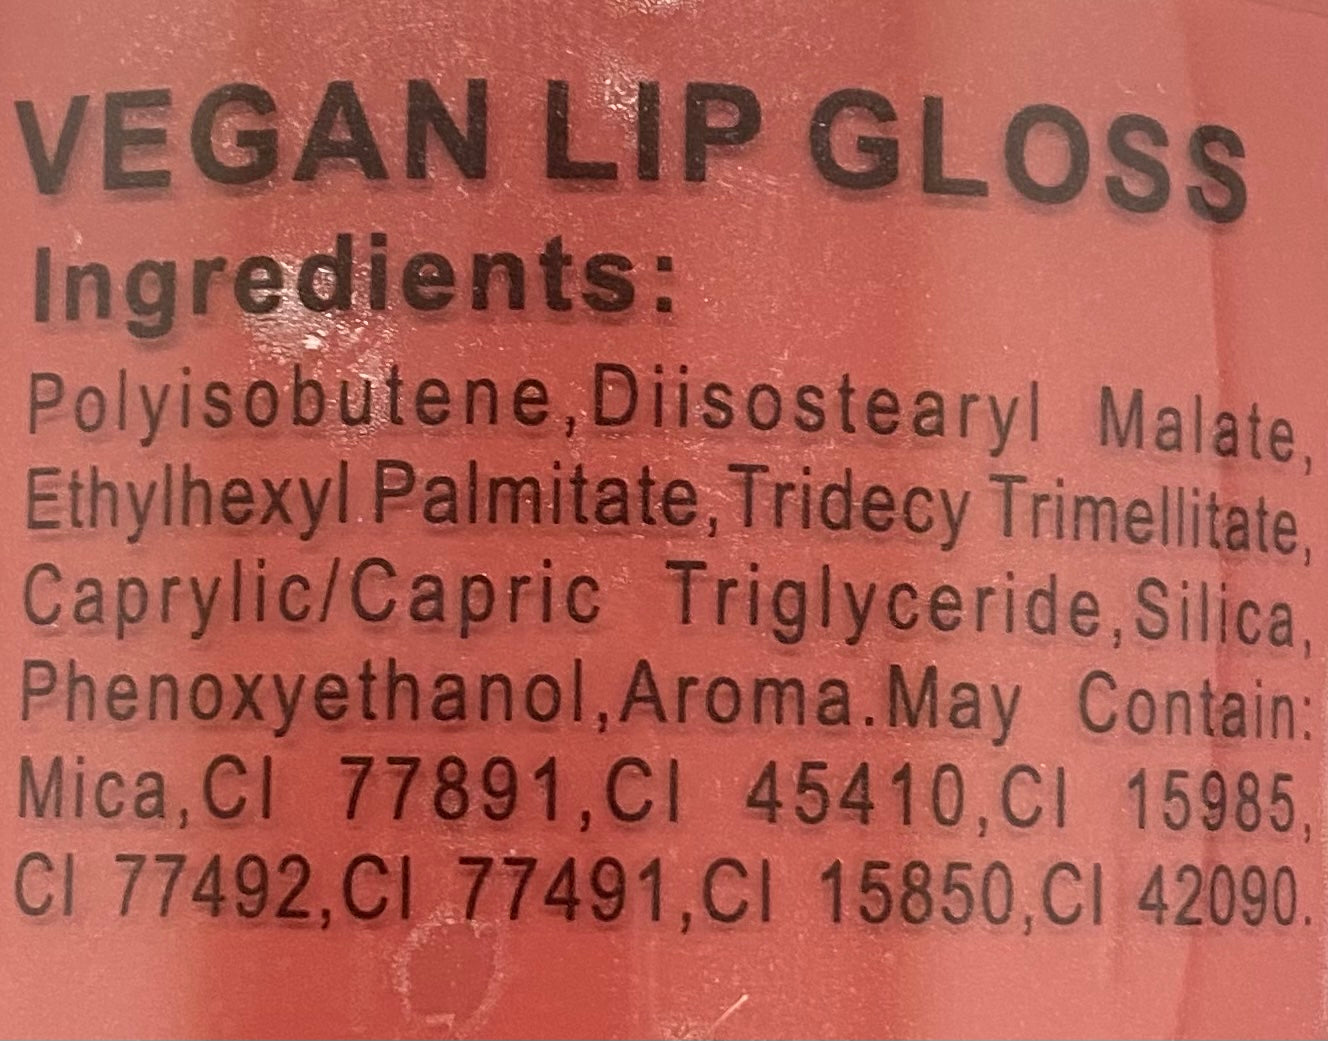 VEGAN LIP GLOSS
Ingredients:
Polyisobutene,Diisostearyl Malate,
Ethylhexyl Palmitate,Tridecy Trimellitate,
Caprylic/Capric Triglyceride,Silica,
Phenoxyethanol,Aroma.May Contain:
Mica,CI 77891,CI 45410,CI 15985,
CI 77492,CI 77491,CI 15850,CI 42090.